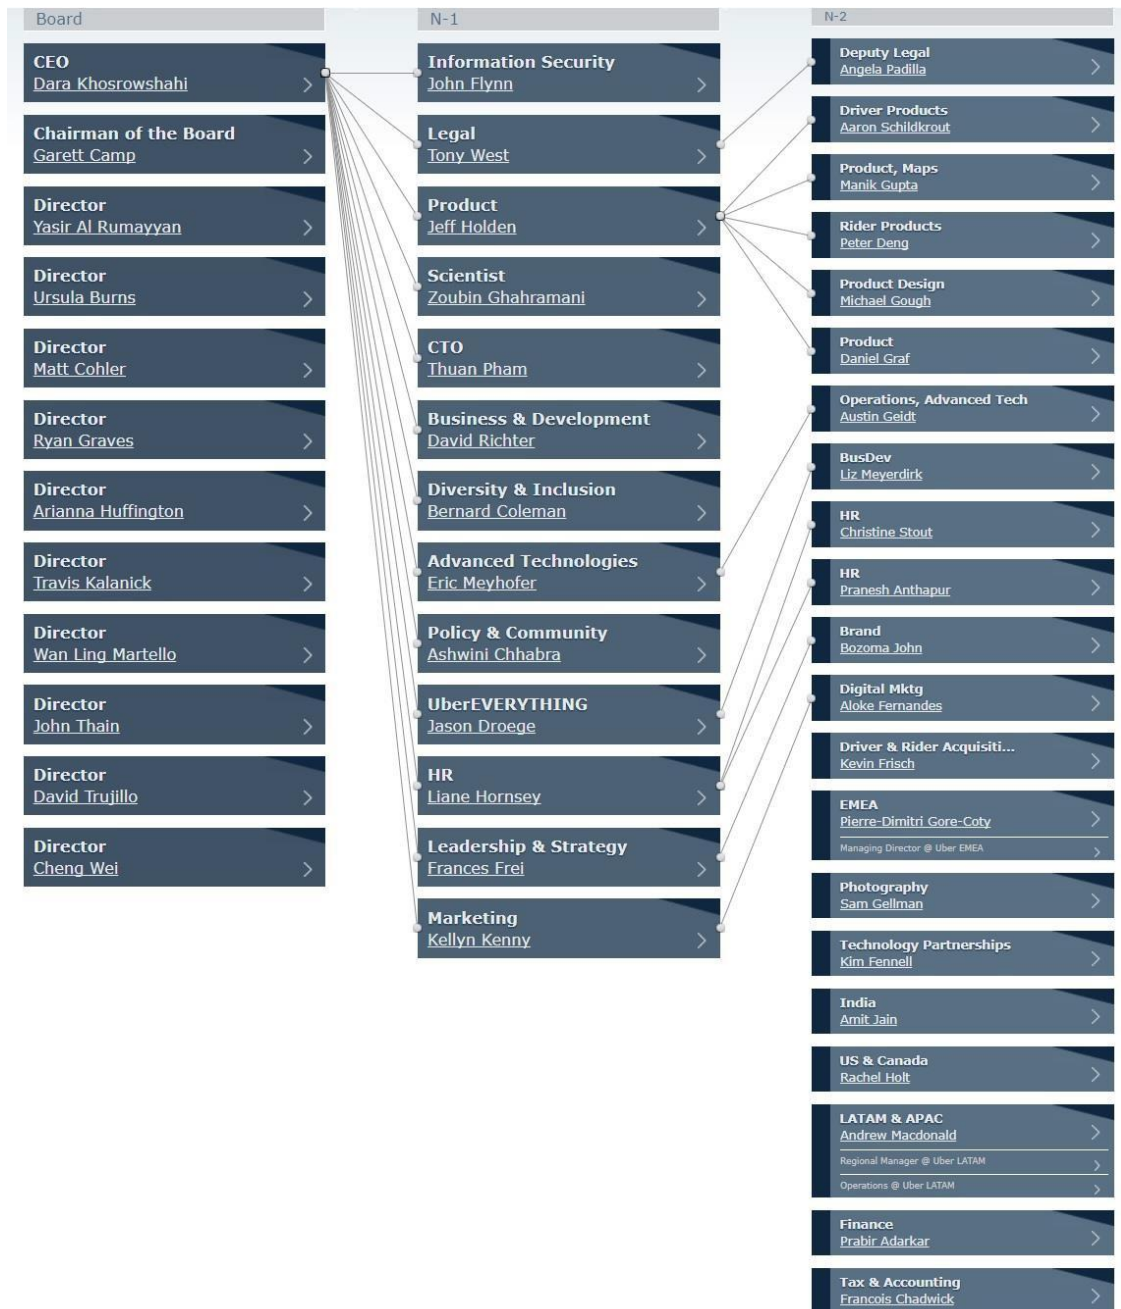 Board
CEO
Dara Khosrowshahi
Chairman of the Board
Garett Camp
Director
Yasir Al Rumayyan
Director
Ursula Burns
Director
Matt Cohler
Director
Ryan Graves
Director
Arianna Huffington
Director
Travis Kalanick
Director
Wan Ling Martello
Director
John Thain
Director
David Trujillo
Director
Cheng Wei
N-1
Information Security
John Flynn
Legal
Tony West
Product
Jeff Holden
Scientist
Zoubin Ghahramani
CTO
Thuan Pham
Business & Development
David Richter
Diversity & Inclusion
Bernard Coleman
Advanced Technologies
Eric Meyhofer
Policy & Community
Ashwini Chhabra
UberEVERYTHING
Jason Droege
HR
Liane Hornsey
Leadership & Strategy
Frances Frei
Marketing
Kellyn Kenny
N-2
Deputy Legal
Angela Padilla
Driver Products
Aaron Schildkrout
Product, Maps
Manik Gupta
Rider Products
Peter Deng
Product Design
Michael Gough
Product
Daniel Graf
Operations, Advanced Tech
Austin Geidt
BusDev
Liz Meyerdirk
HR
Christine Stout
HR
Pranesh Anthapur
Brand
Bozoma John
Digital Mktg
Aloke Fernandes
Driver & Rider Acquisiti...
Kevin Frisch
EMEA
Pierre-Dimitri Gore-Coty
Managing Director @ Uber EMEA
Photography
Sam Gellman
Technology Partnerships
Kim Fennell
India
Amit Jain
US & Canada
Rachel Holt
LATAM & APAC
Andrew Macdonald
Regional Manager @ Uber LATAM
Operations @ Uber LATAM
Finance
Prabir Adarkar
Tax & Accounting
Francois Chadwick